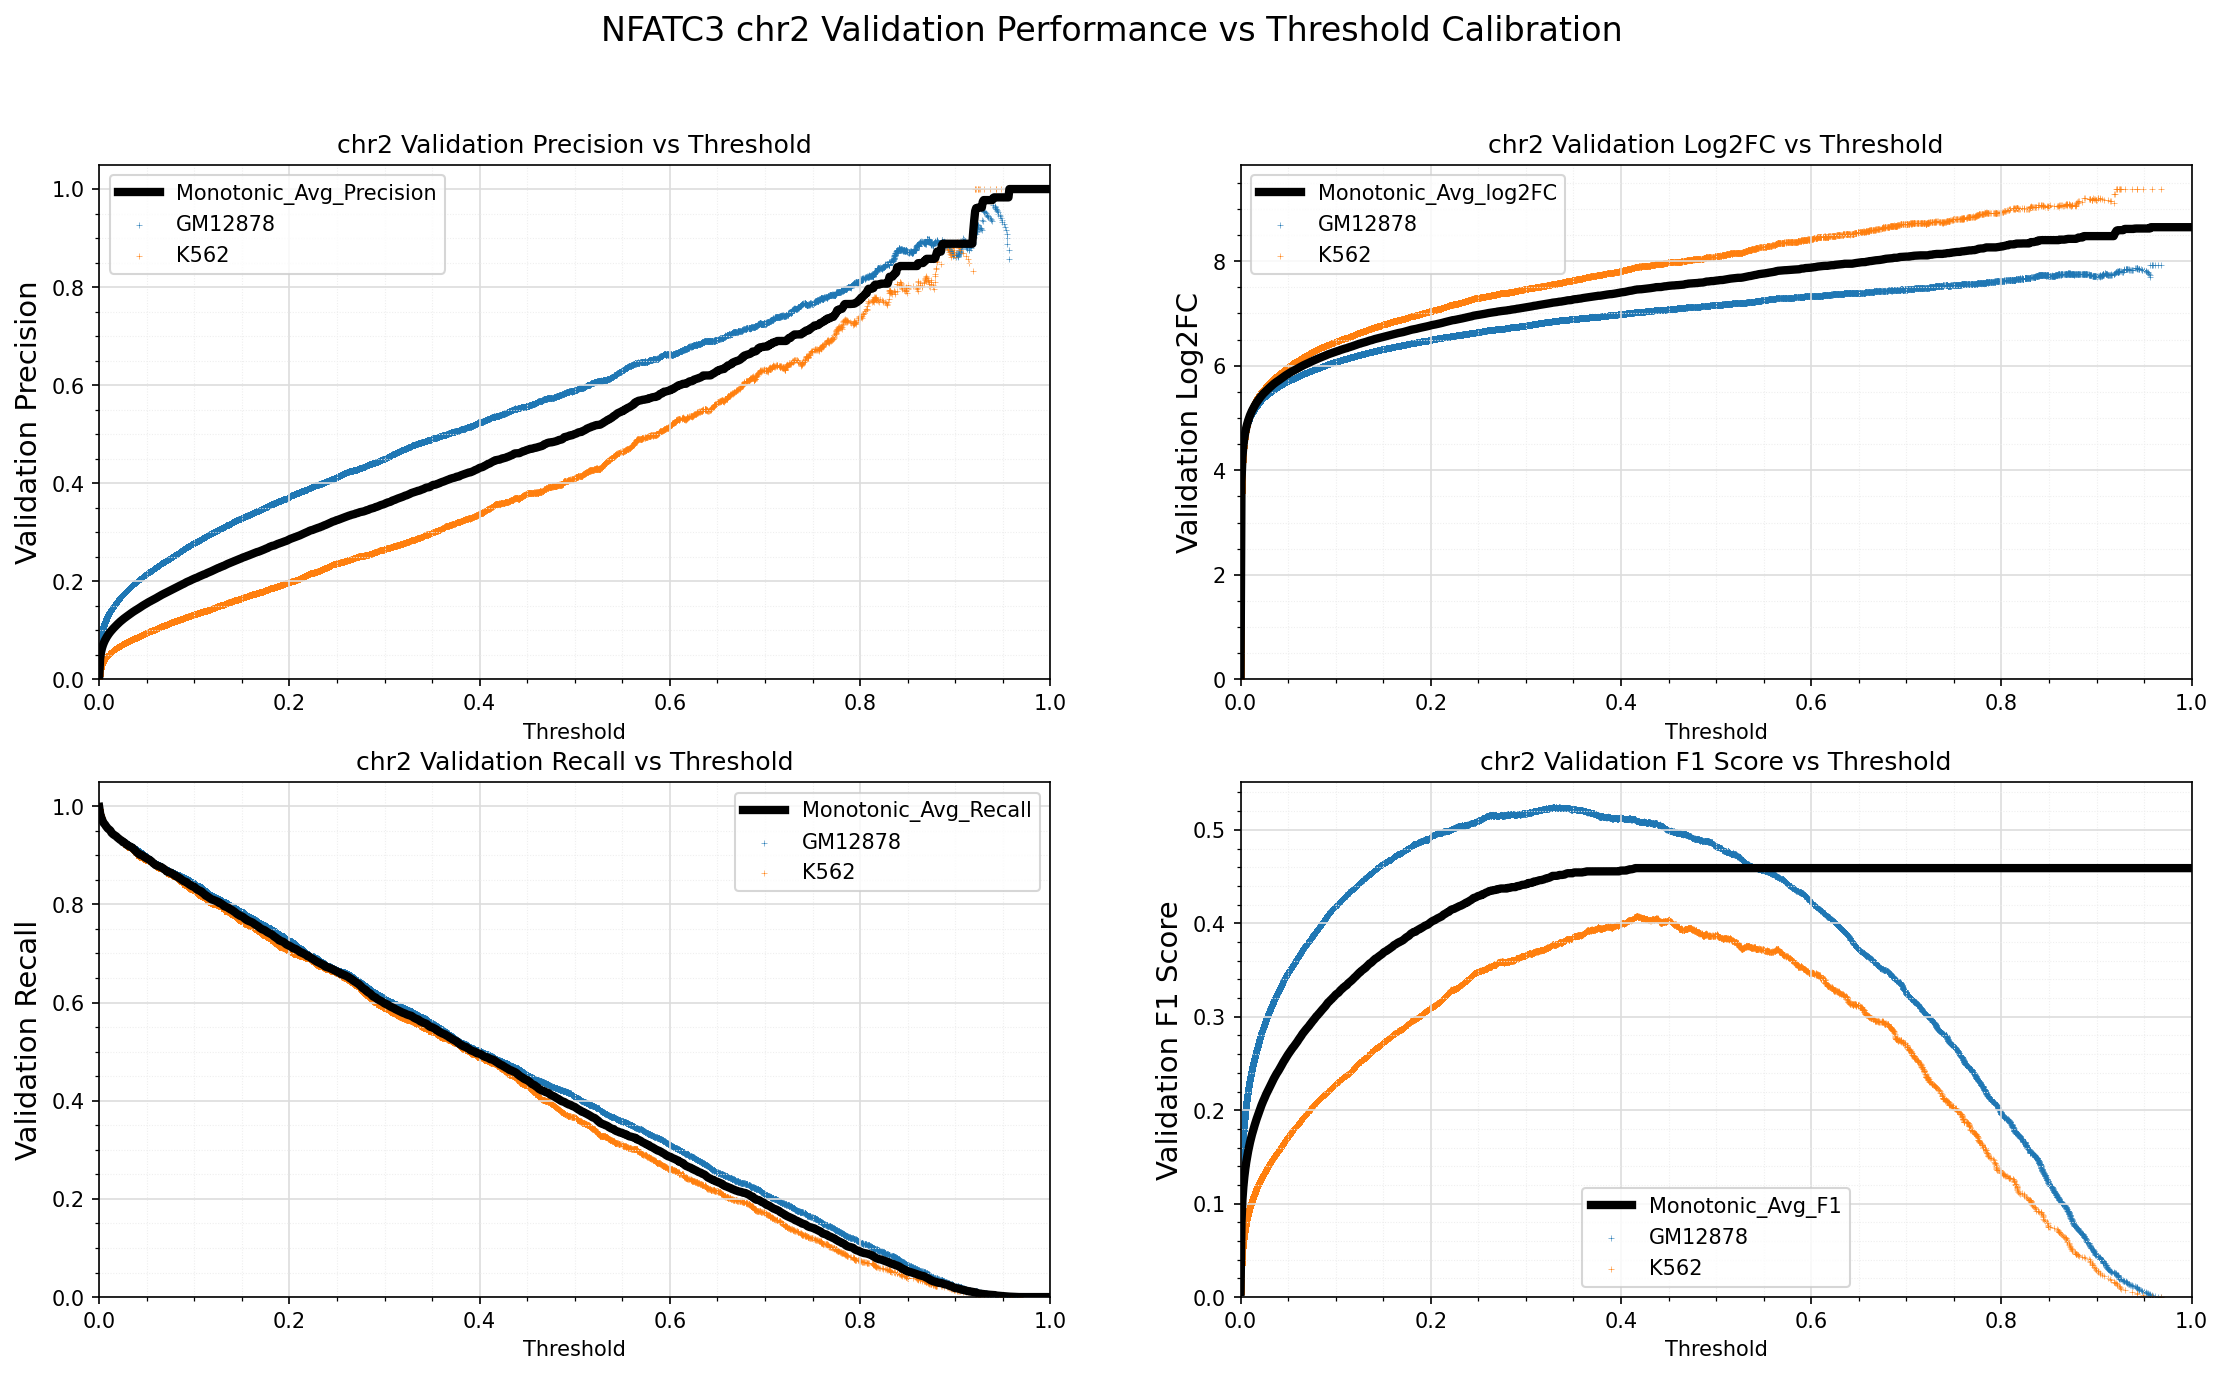 NFATC3 chr2 Validation Performance vs Threshold Calibration
chr2 Validation Precision vs Threshold
Monotonic_Avg_Precision
GM12878
K562
Validation Precision
1.0
0.8
0.6
0.4
0.2
0.0
0.0 0.2 0.4 0.6 0.8 1.0
Threshold
chr2 Validation Log2FC vs Threshold
Monotonic_Avg_log2FC
GM12878
K562
Validation Log2FC
8
6
4
2
0
0.0 0.2 0.4 0.6 0.8 1.0
Threshold
chr2 Validation Recall vs Threshold
Monotonic_Avg_Recall
GM12878
K562
Validation Recall
1.0
0.8
0.6
0.4
0.2
0.0
0.0 0.2 0.4 0.6 0.8 1.0
Threshold
chr2 Validation F1 Score vs Threshold
Monotonic_Avg_F1
GM12878
K562
Validation F1 Score
0.5
0.4
0.3
0.2
0.1
0.0
0.0 0.2 0.4 0.6 0.8 1.0
Threshold